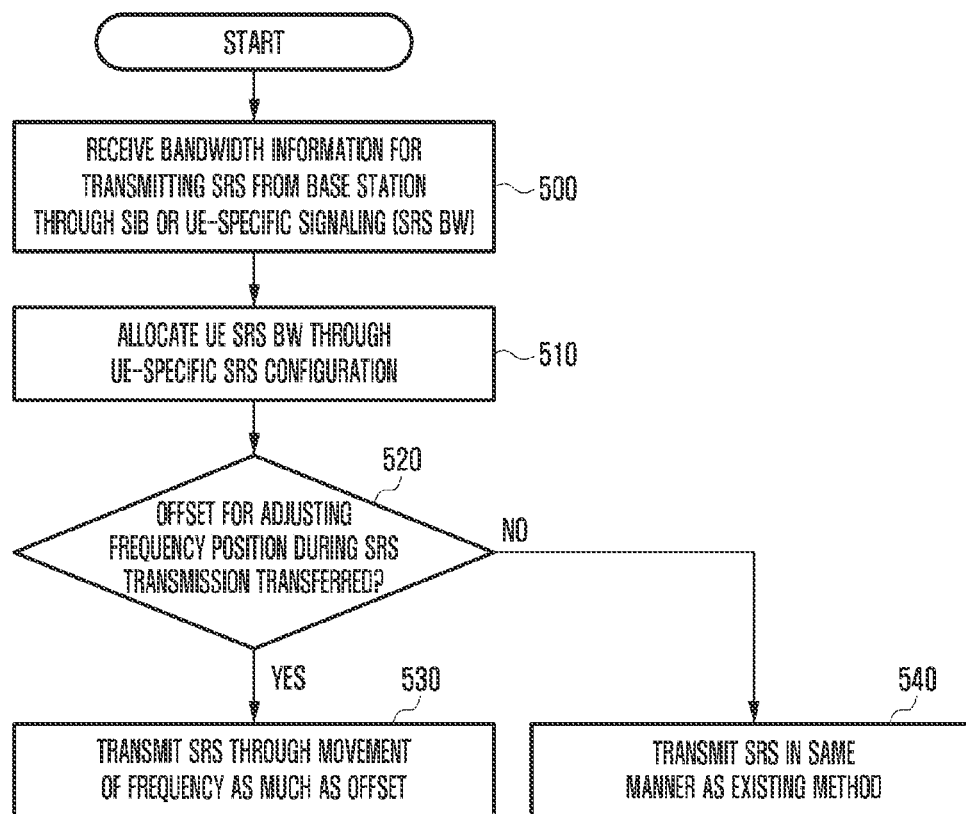 START
RECEIVE BANDWIDTH INFORMATION FOR
TRANSMITTING SRS FROM BASE STATION
THROUGH SIB OR UE-SPECIFIC SIGNALING (SRS BW)
500
ALLOCATE UE SRS BW THROUGH
UE-SPECIFIC SRS CONFIGURATION
510
520
OFFSET FOR ADJUSTING
FREQUENCY POSITION DURING SRS
TRANSMISSION TRANSFERRED?
NO
YES
530
TRANSMIT SRS THROUGH MOVEMENT
OF FREQUENCY AS MUCH AS OFFSET
540
TRANSMIT SRS IN SAME
MANNER AS EXISTING METHOD